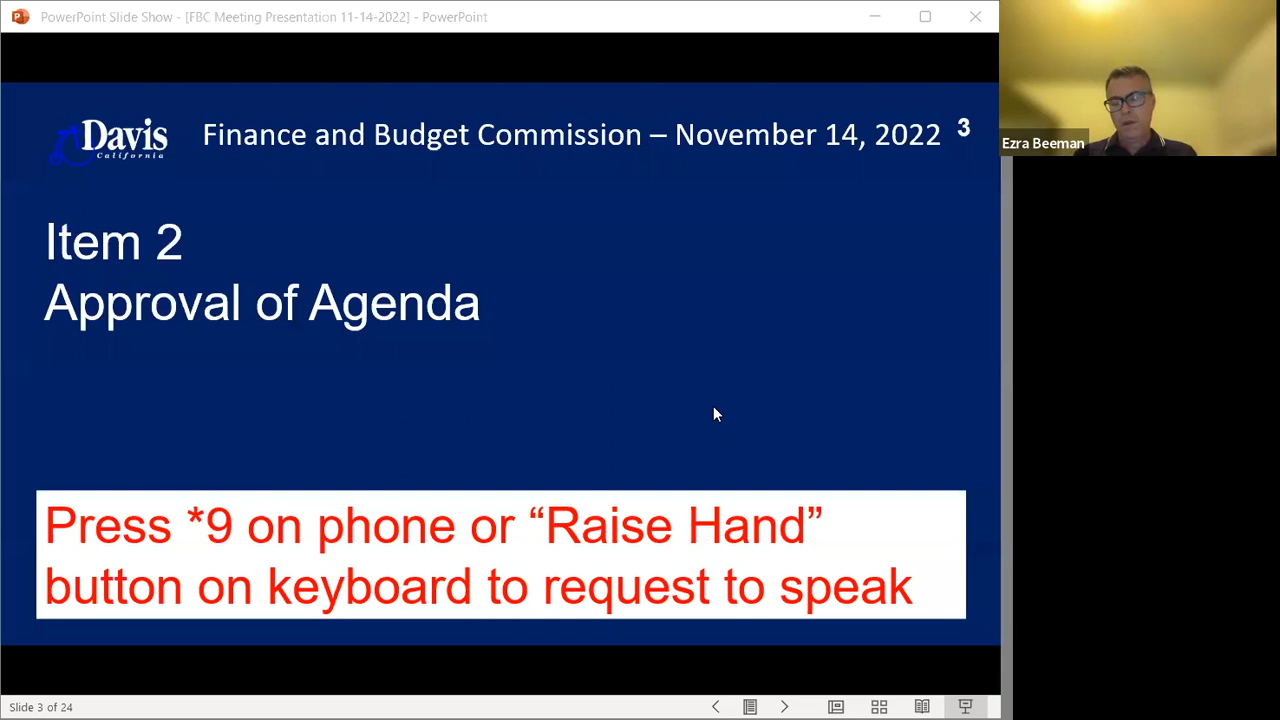 PowerPoint Slide Show - [FBC Meeting Presentation 11-14-2022] - PowerPoint
Davis
California
Finance and Budget Commission – November 14, 2022
3
Ezra Beeman
Item 2
Approval of Agenda
Press *9 on phone or “Raise Hand”
button on keyboard to request to speak
Slide 3 of 24